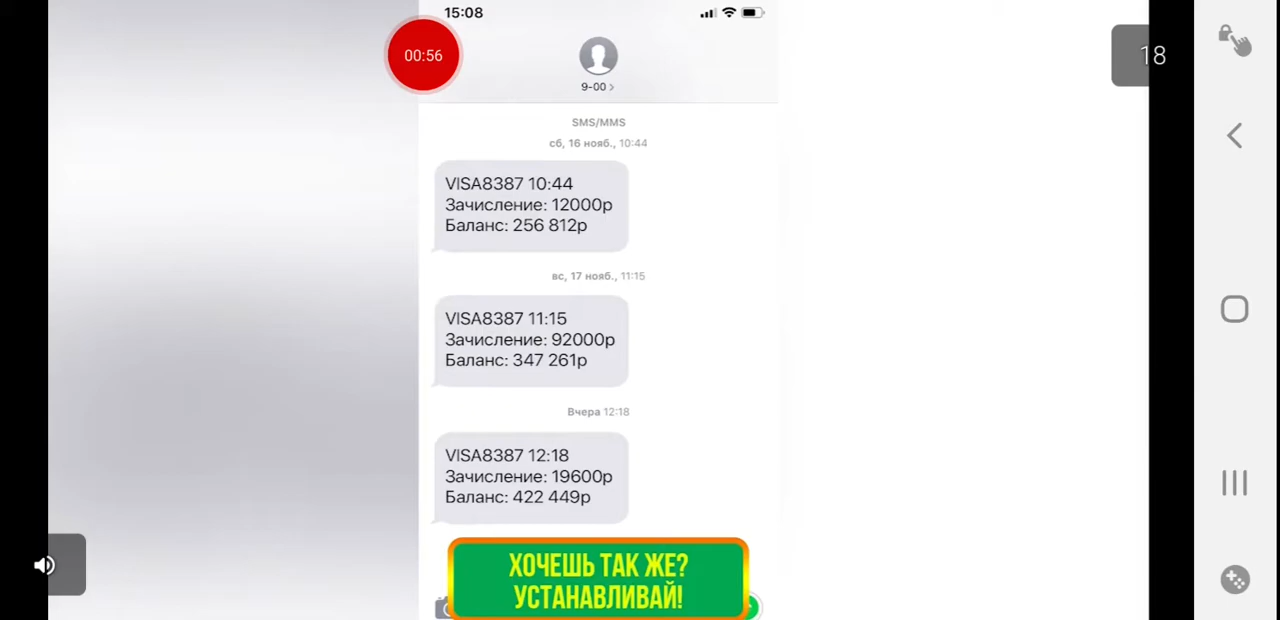 15:08
00:56
18
9-00
SMS/MMS
сб, 16 нояб., 10:44
VISA8387 10:44
Зачисление: 12000р
Баланс: 256 812р
вс, 17 нояб., 11:15
VISA8387 11:15
Зачисление: 92000р
Баланс: 347 261р
Вчера 12:18
VISA8387 12:18
Зачисление: 19600р
Баланс: 422 449р
ХОЧЕШЬ ТАК ЖЕ?
УСТАНАВЛИВАЙ!